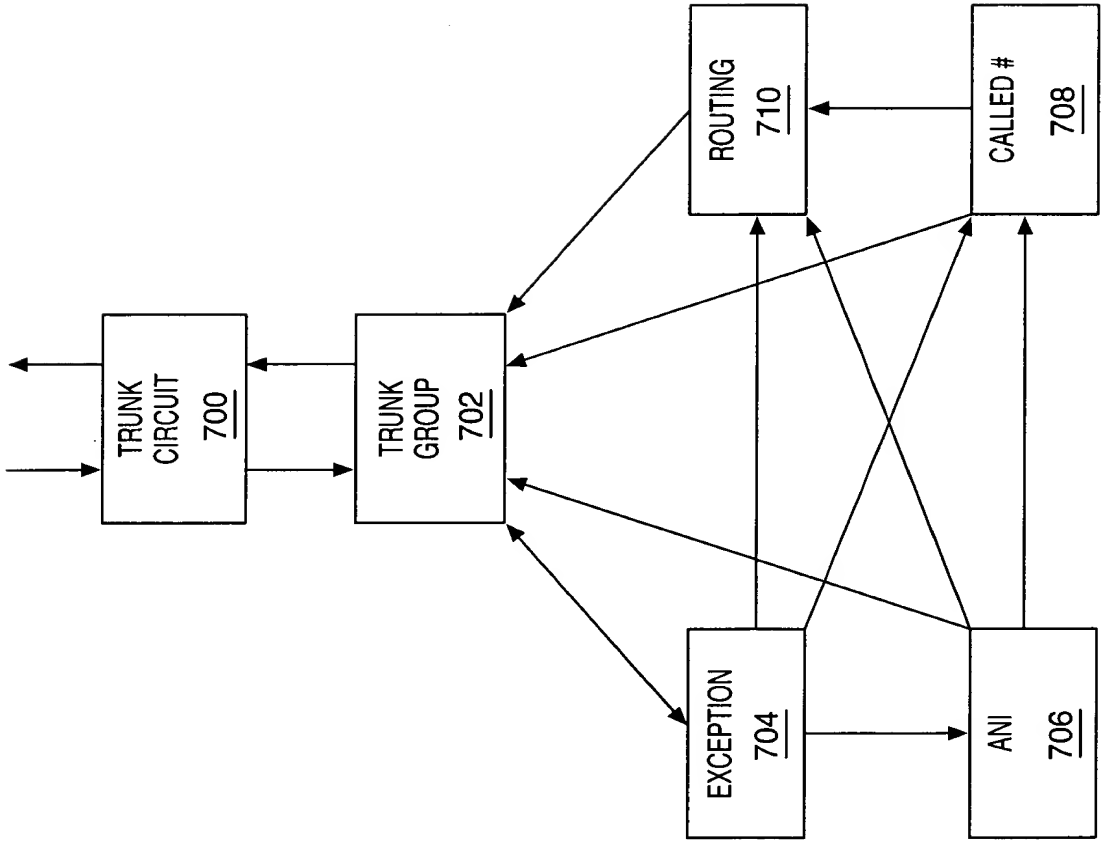 TRUNK
CIRCUIT
700
TRUNK
GROUP
702
EXCEPTION
704
ROUTING
710
ANI
706
CALLED #
708